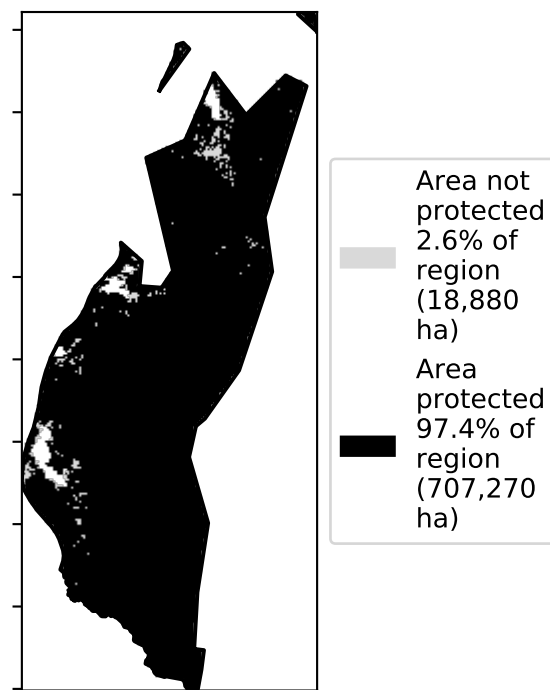 Area not
protected
2.6% of
region
(18,880
ha)
Area
protected
97.4% of
region
(707,270
ha)